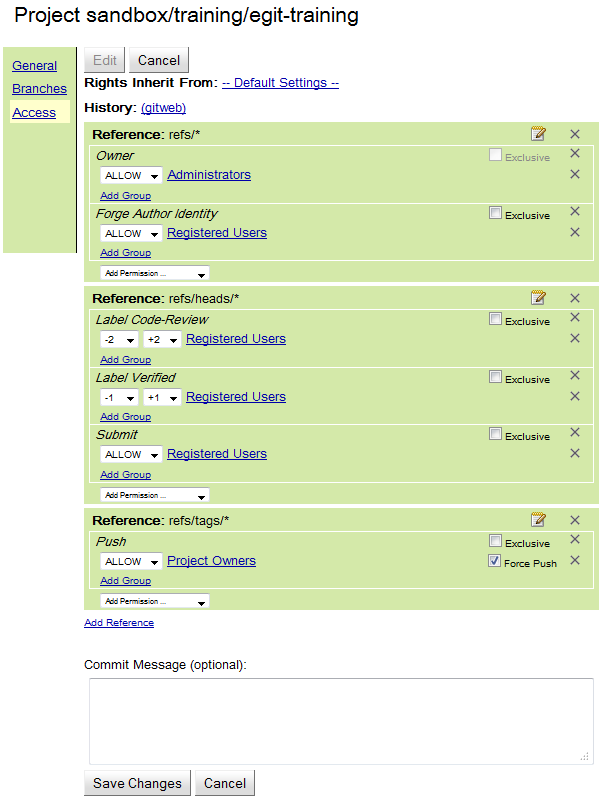 Project sandbox/training/egit-training
General
Branches
Access
Edit Cancel
Rights Inherit From: -- Default Settings --
History: (gitweb)
Reference: refs/*
Owner Exclusive
ALLOW Administrators
Add Group
Forge Author Identity Exclusive
ALLOW Registered Users
Add Group
Add Permission ...
Reference: refs/heads/*
Label Code-Review Exclusive
-2 +2 Registered Users
Add Group
Label Verified Exclusive
-1 +1 Registered Users
Add Group
Submit Exclusive
ALLOW Registered Users
Add Group
Add Permission ...
Reference: refs/tags/*
Push Exclusive
ALLOW Project Owners Force Push
Add Group
Add Permission ...
Add Reference
Commit Message (optional):
Save Changes Cancel